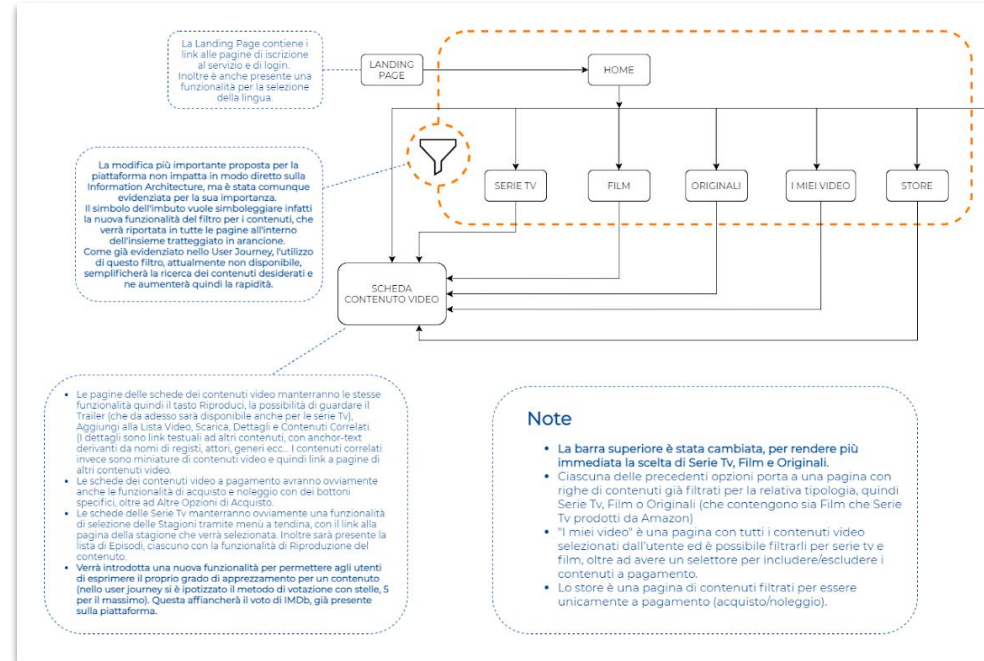 La Landing Page contiene i
link alle pagine di iscrizione
al servizio e di login.
Inoltre è anche presente una
funzionalità per la selezione
della lingua.
LANDING
PAGE
HOME
La modifica più importante proposta per la
piattaforma non impatta in modo diretto sulla
Information Architecture, ma è stata comunque
evidenziata per la sua importanza.
Il simbolo dell'imbuto vuole simboleggiare infatti
la nuova funzionalità del filtro per i contenuti, che
verrà riportata in tutte le pagine all'interno
dell'insieme tratteggiato in arancione.
Come già evidenziato nello User Journey, l'utilizzo
di questo filtro, attualmente non disponibile,
semplificherà la ricerca dei contenuti desiderati e
ne aumenterà quindi la rapidità.
SERIE TV
FILM
ORIGINALI
I MIEI VIDEO
STORE
SCHEDA
CONTENUTO VIDEO
• Le pagine delle schede dei contenuti video manterranno le stesse
funzionalità quindi il tasto Riproduci, la possibilità di guardare il
Trailer (che da adesso sarà disponibile anche per le serie Tv),
Aggiungi alla Lista Video, Scarica, Dettagli e Contenuti Correlati.
(I dettagli sono link testuali ad altri contenuti, con anchor-text
derivanti da nomi di registi, attori, generi ecc... I contenuti correlati
invece sono miniature di contenuti video e quindi link a pagine di
altri contenuti video.
• Le schede dei contenuti video a pagamento avranno ovviamente
anche le funzionalità di acquisto e noleggio con dei bottoni
specifici, oltre ad Altre Opzioni di Acquisto.
• Le schede delle Serie Tv manterranno ovviamente una funzionalità
di selezione delle Stagioni tramite menù a tendina, con il link alla
pagina della stagione che verrà selezionata. Inoltre sarà presente la
lista di Episodi, ciascuno con la funzionalità di Riproduzione del
contenuto.
• Verrà introdotta una nuova funzionalità per permettere agli utenti
di esprimere il proprio grado di apprezzamento per un contenuto
(nello user journey si è ipotizzato il metodo di votazione con stelle, 5
per il massimo). Questa affiancherà il voto di IMDb, già presente
sulla piattaforma.
Note
• La barra superiore è stata cambiata, per rendere più
immediata la scelta di Serie Tv, Film e Originali.
• Ciascuna delle precedenti opzioni porta a una pagina con
righe di contenuti già filtrati per la relativa tipologia, quindi
Serie Tv, Film o Originali (che contengono sia Film che Serie
Tv prodotti da Amazon)
• "I miei video" è una pagina con tutti i contenuti video
selezionati dall'utente ed è possibile filtrarli per serie tv e
film, oltre ad avere un selettore per includere/escludere i
contenuti a pagamento.
• Lo store è una pagina di contenuti filtrati per essere
unicamente a pagamento (acquisto/noleggio).